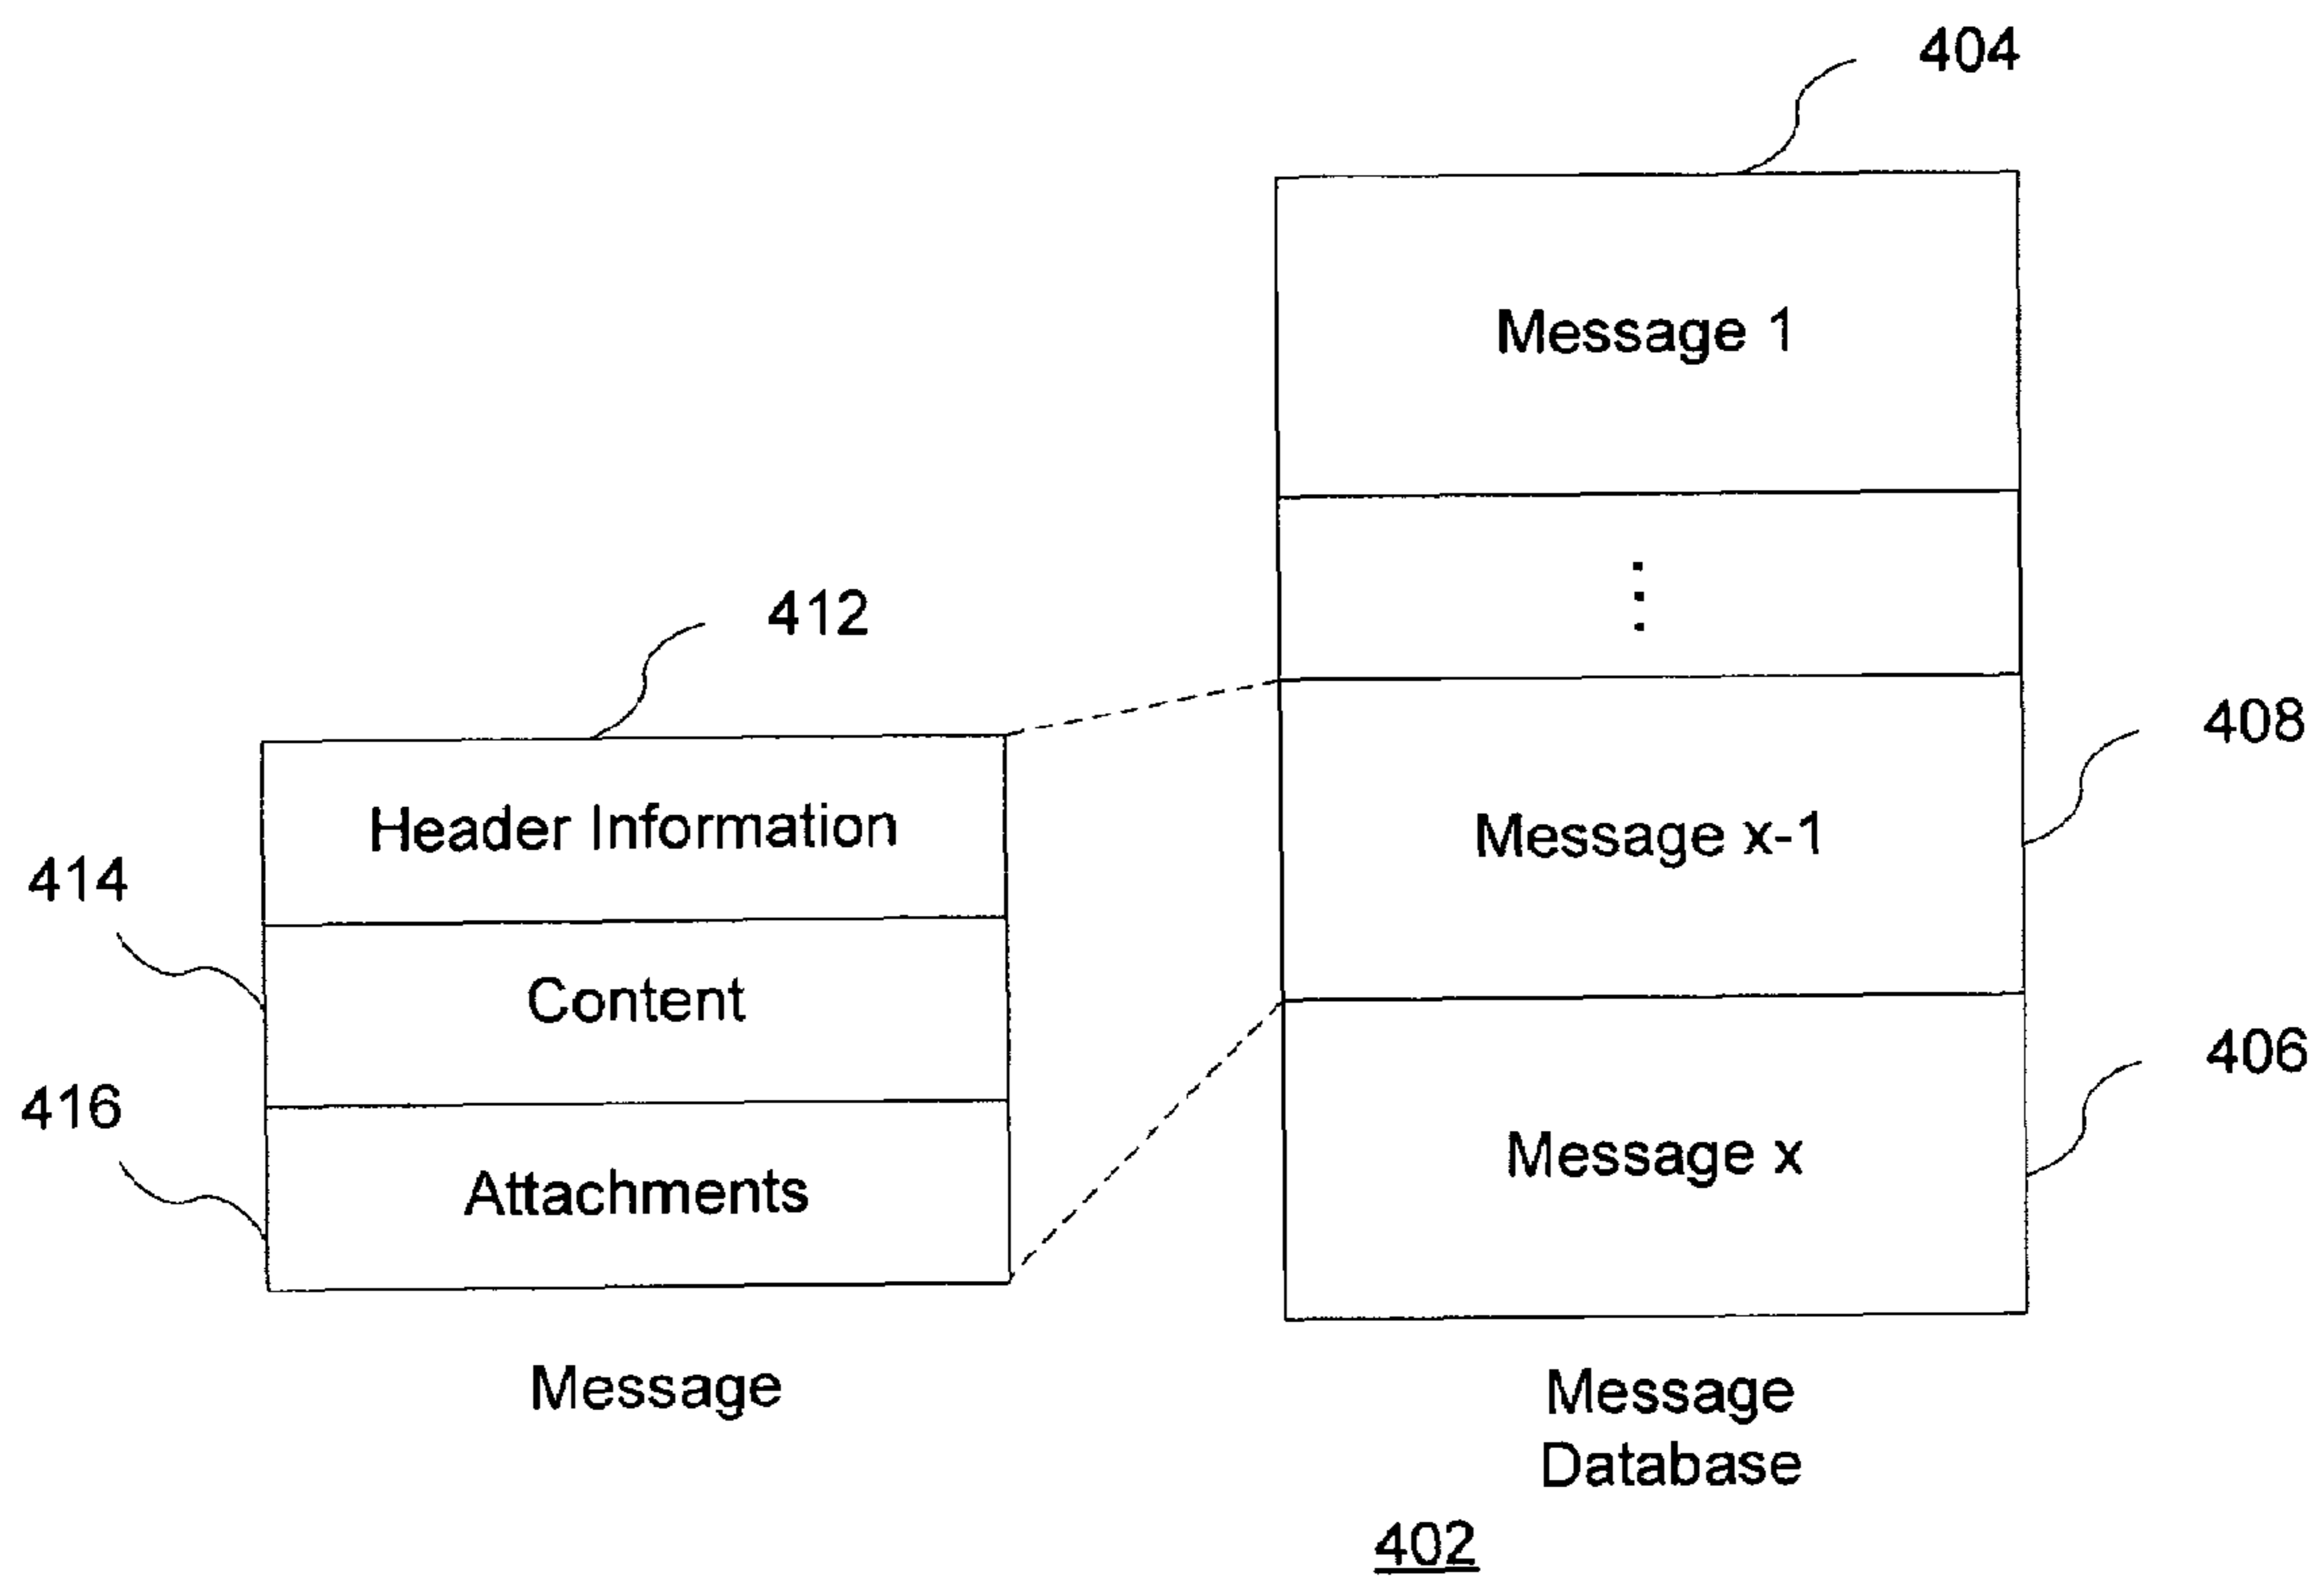 404
Message 1
⋮
412
408
Header Information
Message x-1
414
Content
406
416
Message x
Attachments
Message
Message
Database
402